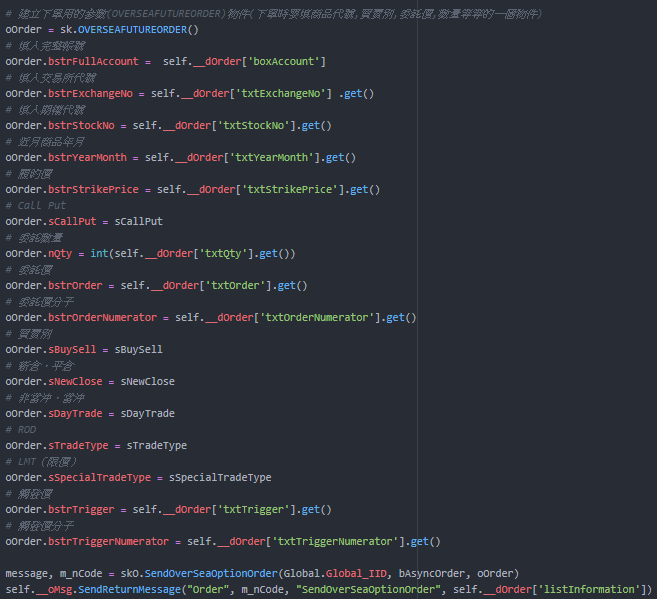 # 建立下單用的參數(OVERSEAFUTUREORDER)物件(下單時要填商品代號,買賣別,委託價,數量等等的一個物件)
oOrder = sk.OVERSEAFUTUREORDER()
# 填入完整帳號
oOrder.bstrFullAccount =  self.__dOrder['boxAccount']
# 填入交易所代號
oOrder.bstrExchangeNo = self.__dOrder['txtExchangeNo'] .get()
# 填入期權代號
oOrder.bstrStockNo = self.__dOrder['txtStockNo'].get()
# 近月商品年月
oOrder.bstrYearMonth = self.__dOrder['txtYearMonth'].get()
# 履約價
oOrder.bstrStrikePrice = self.__dOrder['txtStrikePrice'].get()
# Call Put
oOrder.sCallPut = sCallPut
# 委託數量
oOrder.nQty = int(self.__dOrder['txtQty'].get())
# 委託價
oOrder.bstrOrder = self.__dOrder['txtOrder'].get()
# 委託價分子
oOrder.bstrOrderNumerator = self.__dOrder['txtOrderNumerator'].get()
# 買賣別
oOrder.sBuySell = sBuySell
# 新倉、平倉
oOrder.sNewClose = sNewClose
# 非當沖、當沖
oOrder.sDayTrade = sDayTrade
# ROD
oOrder.sTradeType = sTradeType
# LMT（限價）
oOrder.sSpecialTradeType = sSpecialTradeType
# 觸發價
oOrder.bstrTrigger = self.__dOrder['txtTrigger'].get()
# 觸發價分子
oOrder.bstrTriggerNumerator = self.__dOrder['txtTriggerNumerator'].get()
message, m_nCode = skO.SendOverSeaOptionOrder(Global.Global_IID, bAsyncOrder, oOrder)
self.__oMsg.SendReturnMessage("Order", m_nCode, "SendOverSeaOptionOrder", self.__dOrder['listInformation'])